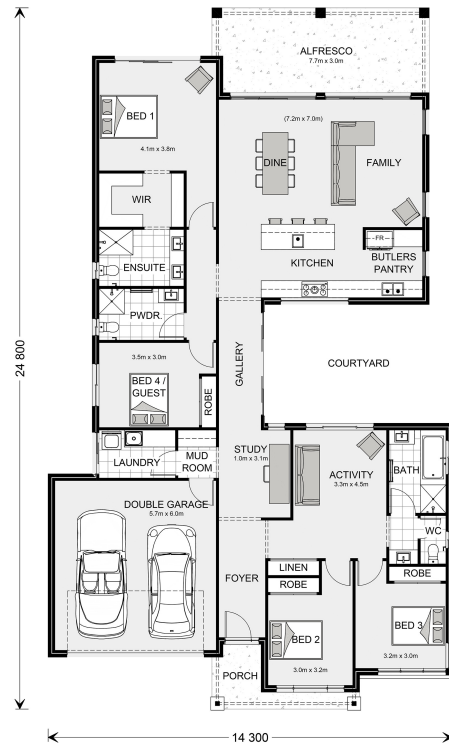 ALFRESCO
7.7m x 3.0m
BED 1
4.1m x 3.8m
(7.2m x 7.0m)
DINE
FAMILY
WIR
FR
KITCHEN
BUTLERS
PANTRY
ENSUITE
PWDR.
3.5m x 3.0m
BED 4 /
GUEST
ROBE
GALLERY
COURTYARD
24 800
LAUNDRY
MUD
ROOM
STUDY
1.0m x 3.1m
ACTIVITY
3.3m x 4.5m
BATH
WC
DOUBLE GARAGE
5.7m x 6.0m
FOYER
LINEN
ROBE
ROBE
BED 2
3.0m x 3.2m
BED 3
3.2m x 3.0m
PORCH
14 300